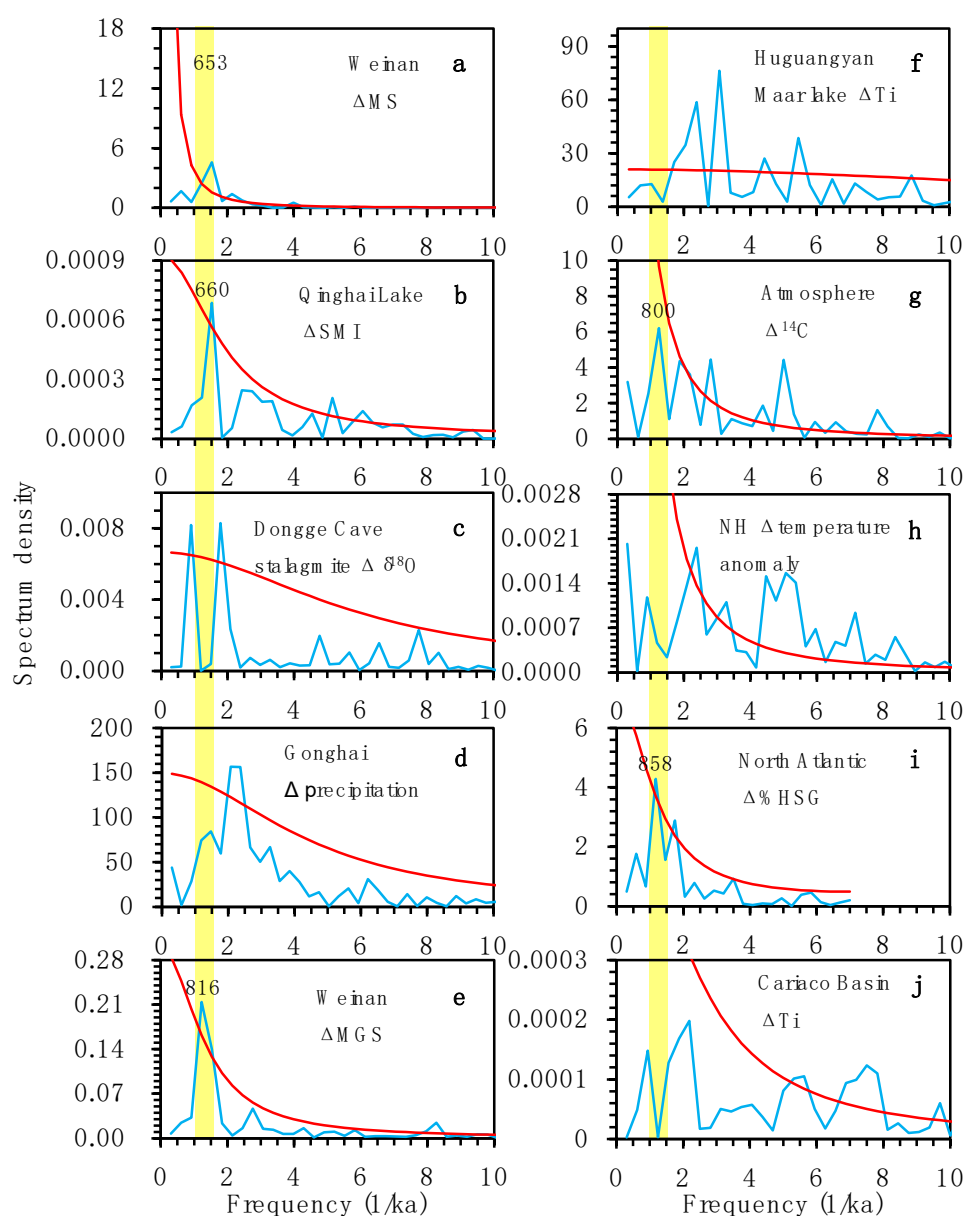 18
12
6
0
653
Weinan
ΔMS
a
0 2 4 6 8 10
0.0009
0.0006
0.0003
0.0000
660
Qinghai Lake
ΔSMI
b
0 2 4 6 8 10
0.008
0.004
0.000
Dongge Cave
stalagmite Δ δ¹⁸O
c
0 2 4 6 8 10
200
150
100
50
0
Gonghai
Δ precipitation
d
0 2 4 6 8 10
0.28
0.21
0.14
0.07
0.00
816
Weinan
ΔMGS
e
0 2 4 6 8 10
Frequency (1/ka)
Spectrum density
90
60
30
0
Huguangyan
Maar lake ΔTi
f
0 2 4 6 8 10
10
8
6
4
2
0
800
Atmosphere
Δ¹⁴C
g
0 2 4 6 8 10
0.0028
0.0021
0.0014
0.0007
0.0000
NH Δ temperature
anomaly
h
0 2 4 6 8 10
6
4
2
0
858
North Atlantic
Δ%HSG
i
0 2 4 6 8 10
0.0003
0.0002
0.0001
0
Cariaco Basin
ΔTi
j
0 2 4 6 8 10
Frequency (1/ka)